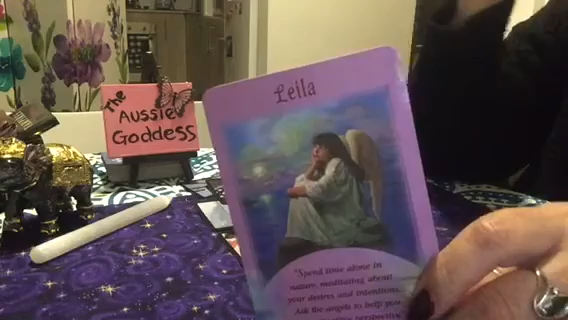 The
Aussie
Goddess
Leila
"Spend time alone in
nature, meditating about
your desires and intentions.
Ask the angels to help you
perspective